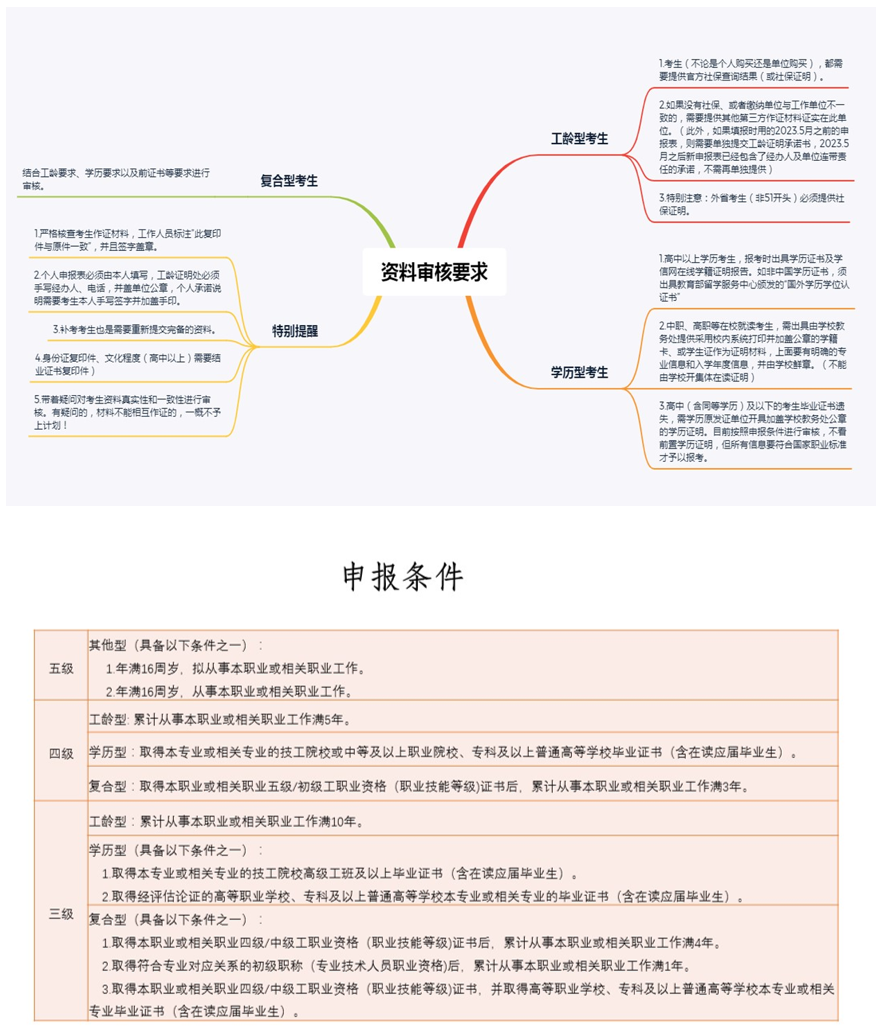 资料审核要求
工龄型考生
1.考生（不论是个人购买还是单位购买），都需
要提供官方社保查询结果（或社保证明）。
2.如果没有社保、或者缴纳单位与工作单位不一
致的，需要提供其他第三方作证材料证实在此单
位。（此外，如果填报时用的2023.5月之前的申
报表，则需要单独提交工龄证明承诺书，2023.5
月之后新申报表已经包含了经办人及单位连带责
任的承诺，不需再单独提供）
3.特别注意：外省考生（非51开头）必须提供社
保证明。
学历型考生
1.高中以上学历考生，报考时出具学历证书及学
信网在线学籍证明报告。如非中国学历证书，须
出具教育部留学服务中心颁发的“国外学历学位认
证书”
2.中职、高职等在校就读考生，需出具由学校教
务处提供采用校内系统打印并加盖公章的学籍
卡、或学生证作为证明材料，上面要有明确的专
业信息和入学年度信息，并由学校鲜章。（不能
由学校开集体在读证明）
3.高中（含同等学历）及以下的考生毕业证书遗
失，需学历原发证单位开具加盖学校教务处公章
的学历证明。目前按照申报条件进行审核，不看
前置学历证明，但所有信息要符合国家职业标准
才予以报考。
复合型考生
结合工龄要求、学历要求以及前证书等要求进行
审核。
特别提醒
1.严格核查考生作证材料，工作人员标注“此复印
件与原件一致”，并且签字盖章。
2.个人申报表必须由本人填写，工龄证明处必须
手写经办人、电话，并盖单位公章，个人承诺说
明需要考生本人手写签字并加盖手印。
3.补考考生也是需要重新提交完备的资料。
4.身份证复印件、文化程度（高中以上）需要结
业证书复印件）
5.带着疑问对考生资料真实性和一致性进行审
核。有疑问的，材料不能相互作证的，一概不予
上计划！
申报条件
五级
其他型（具备以下条件之一）：
1.年满16周岁，拟从事本职业或相关职业工作。
2.年满16周岁，从事本职业或相关职业工作。
四级
工龄型: 累计从事本职业或相关职业工作满5年。
学历型：取得本专业或相关专业的技工院校或中等及以上职业院校、专科及以上普通高等学校毕业证书（含在读应届毕业生）。
复合型：取得本职业或相关职业五级/初级工职业资格（职业技能等级)证书后，累计从事本职业或相关职业工作满3年。
三级
工龄型：累计从事本职业或相关职业工作满10年。
学历型（具备以下条件之一）：
1.取得本专业或相关专业的技工院校高级工班及以上毕业证书（含在读应届毕业生）。
2.取得经评估论证的高等职业学校、专科及以上普通高等学校本专业或相关专业的毕业证书（含在读应届毕业生）。
复合型（具备以下条件之一）：
1.取得本职业或相关职业四级/中级工职业资格（职业技能等级)证书后，累计从事本职业或相关职业工作满4年。
2.取得符合专业对应关系的初级职称（专业技术人员职业资格)后，累计从事本职业或相关职业工作满1年。
3.取得本职业或相关职业四级/中级工职业资格（职业技能等级)证书，并取得高等职业学校、专科及以上普通高等学校本专业或相关
专业毕业证书（含在读应届毕业生）。